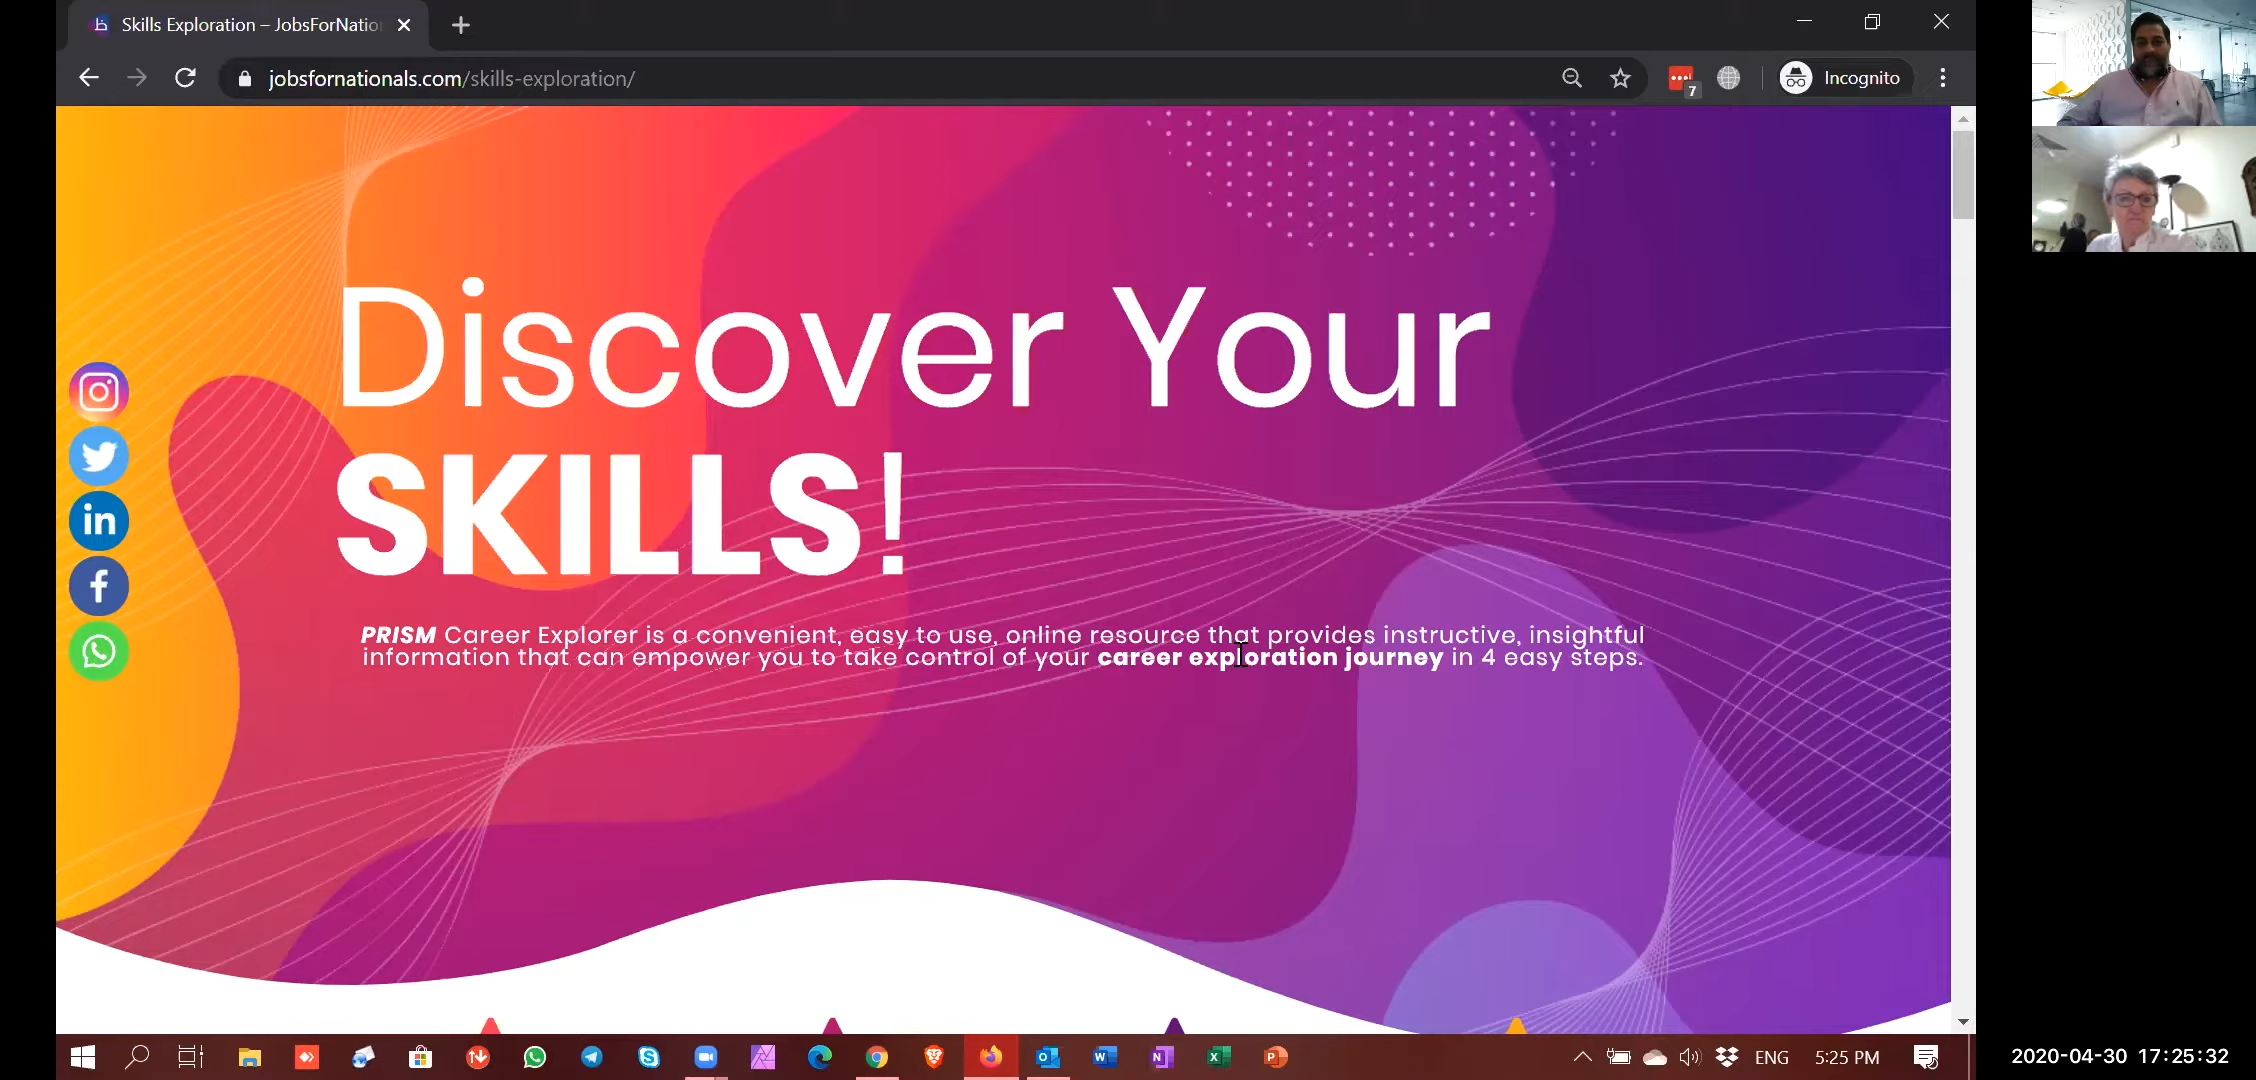 Skills Exploration – JobsForNatio
jobsfornationals.com/skills-exploration/
7
Incognito
Discover Your
SKILLS!
PRISM Career Explorer is a convenient, easy to use, online resource that provides instructive, insightful
information that can empower you to take control of your career exploration journey in 4 easy steps.
ENG
5:25 PM
2020-04-30 17:25:32